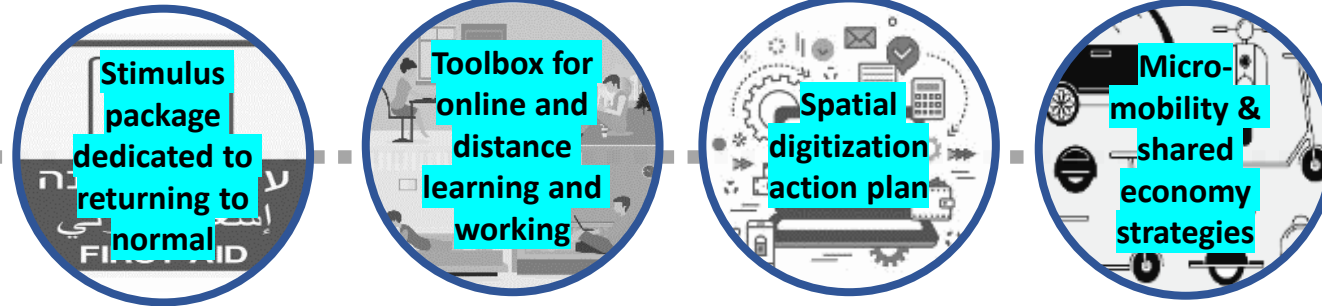 Stimulus
package
dedicated to
returning to
normal
FIRST AID
Toolbox for
online and
distance
learning and
working
Spatial
digitization
action plan
Micro-
mobility &
shared
economy
strategies